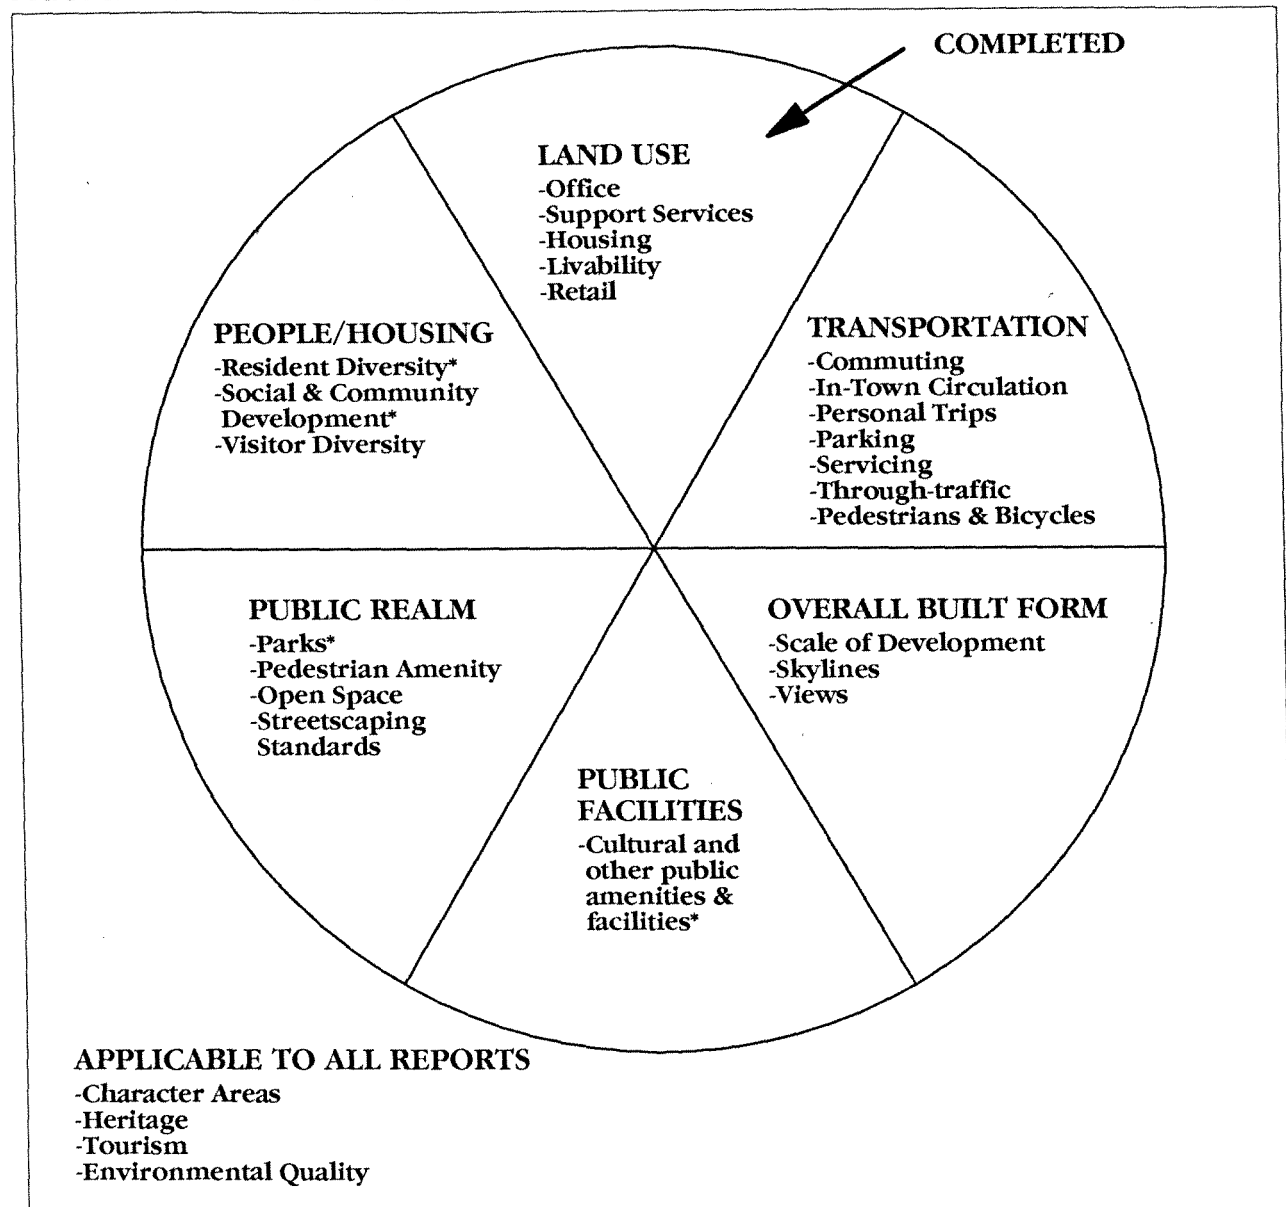 COMPLETED
LAND USE
-Office
-Support Services
-Housing
-Livability
-Retail
PEOPLE/HOUSING
-Resident Diversity*
-Social & Community
Development*
-Visitor Diversity
TRANSPORTATION
-Commuting
-In-Town Circulation
-Personal Trips
-Parking
-Servicing
-Through-traffic
-Pedestrians & Bicycles
PUBLIC REALM
-Parks*
-Pedestrian Amenity
-Open Space
-Streetscaping
Standards
OVERALL BUILT FORM
-Scale of Development
-Skylines
-Views
PUBLIC
FACILITIES
-Cultural and
other public
amenities &
facilities*
APPLICABLE TO ALL REPORTS
-Character Areas
-Heritage
-Tourism
-Environmental Quality